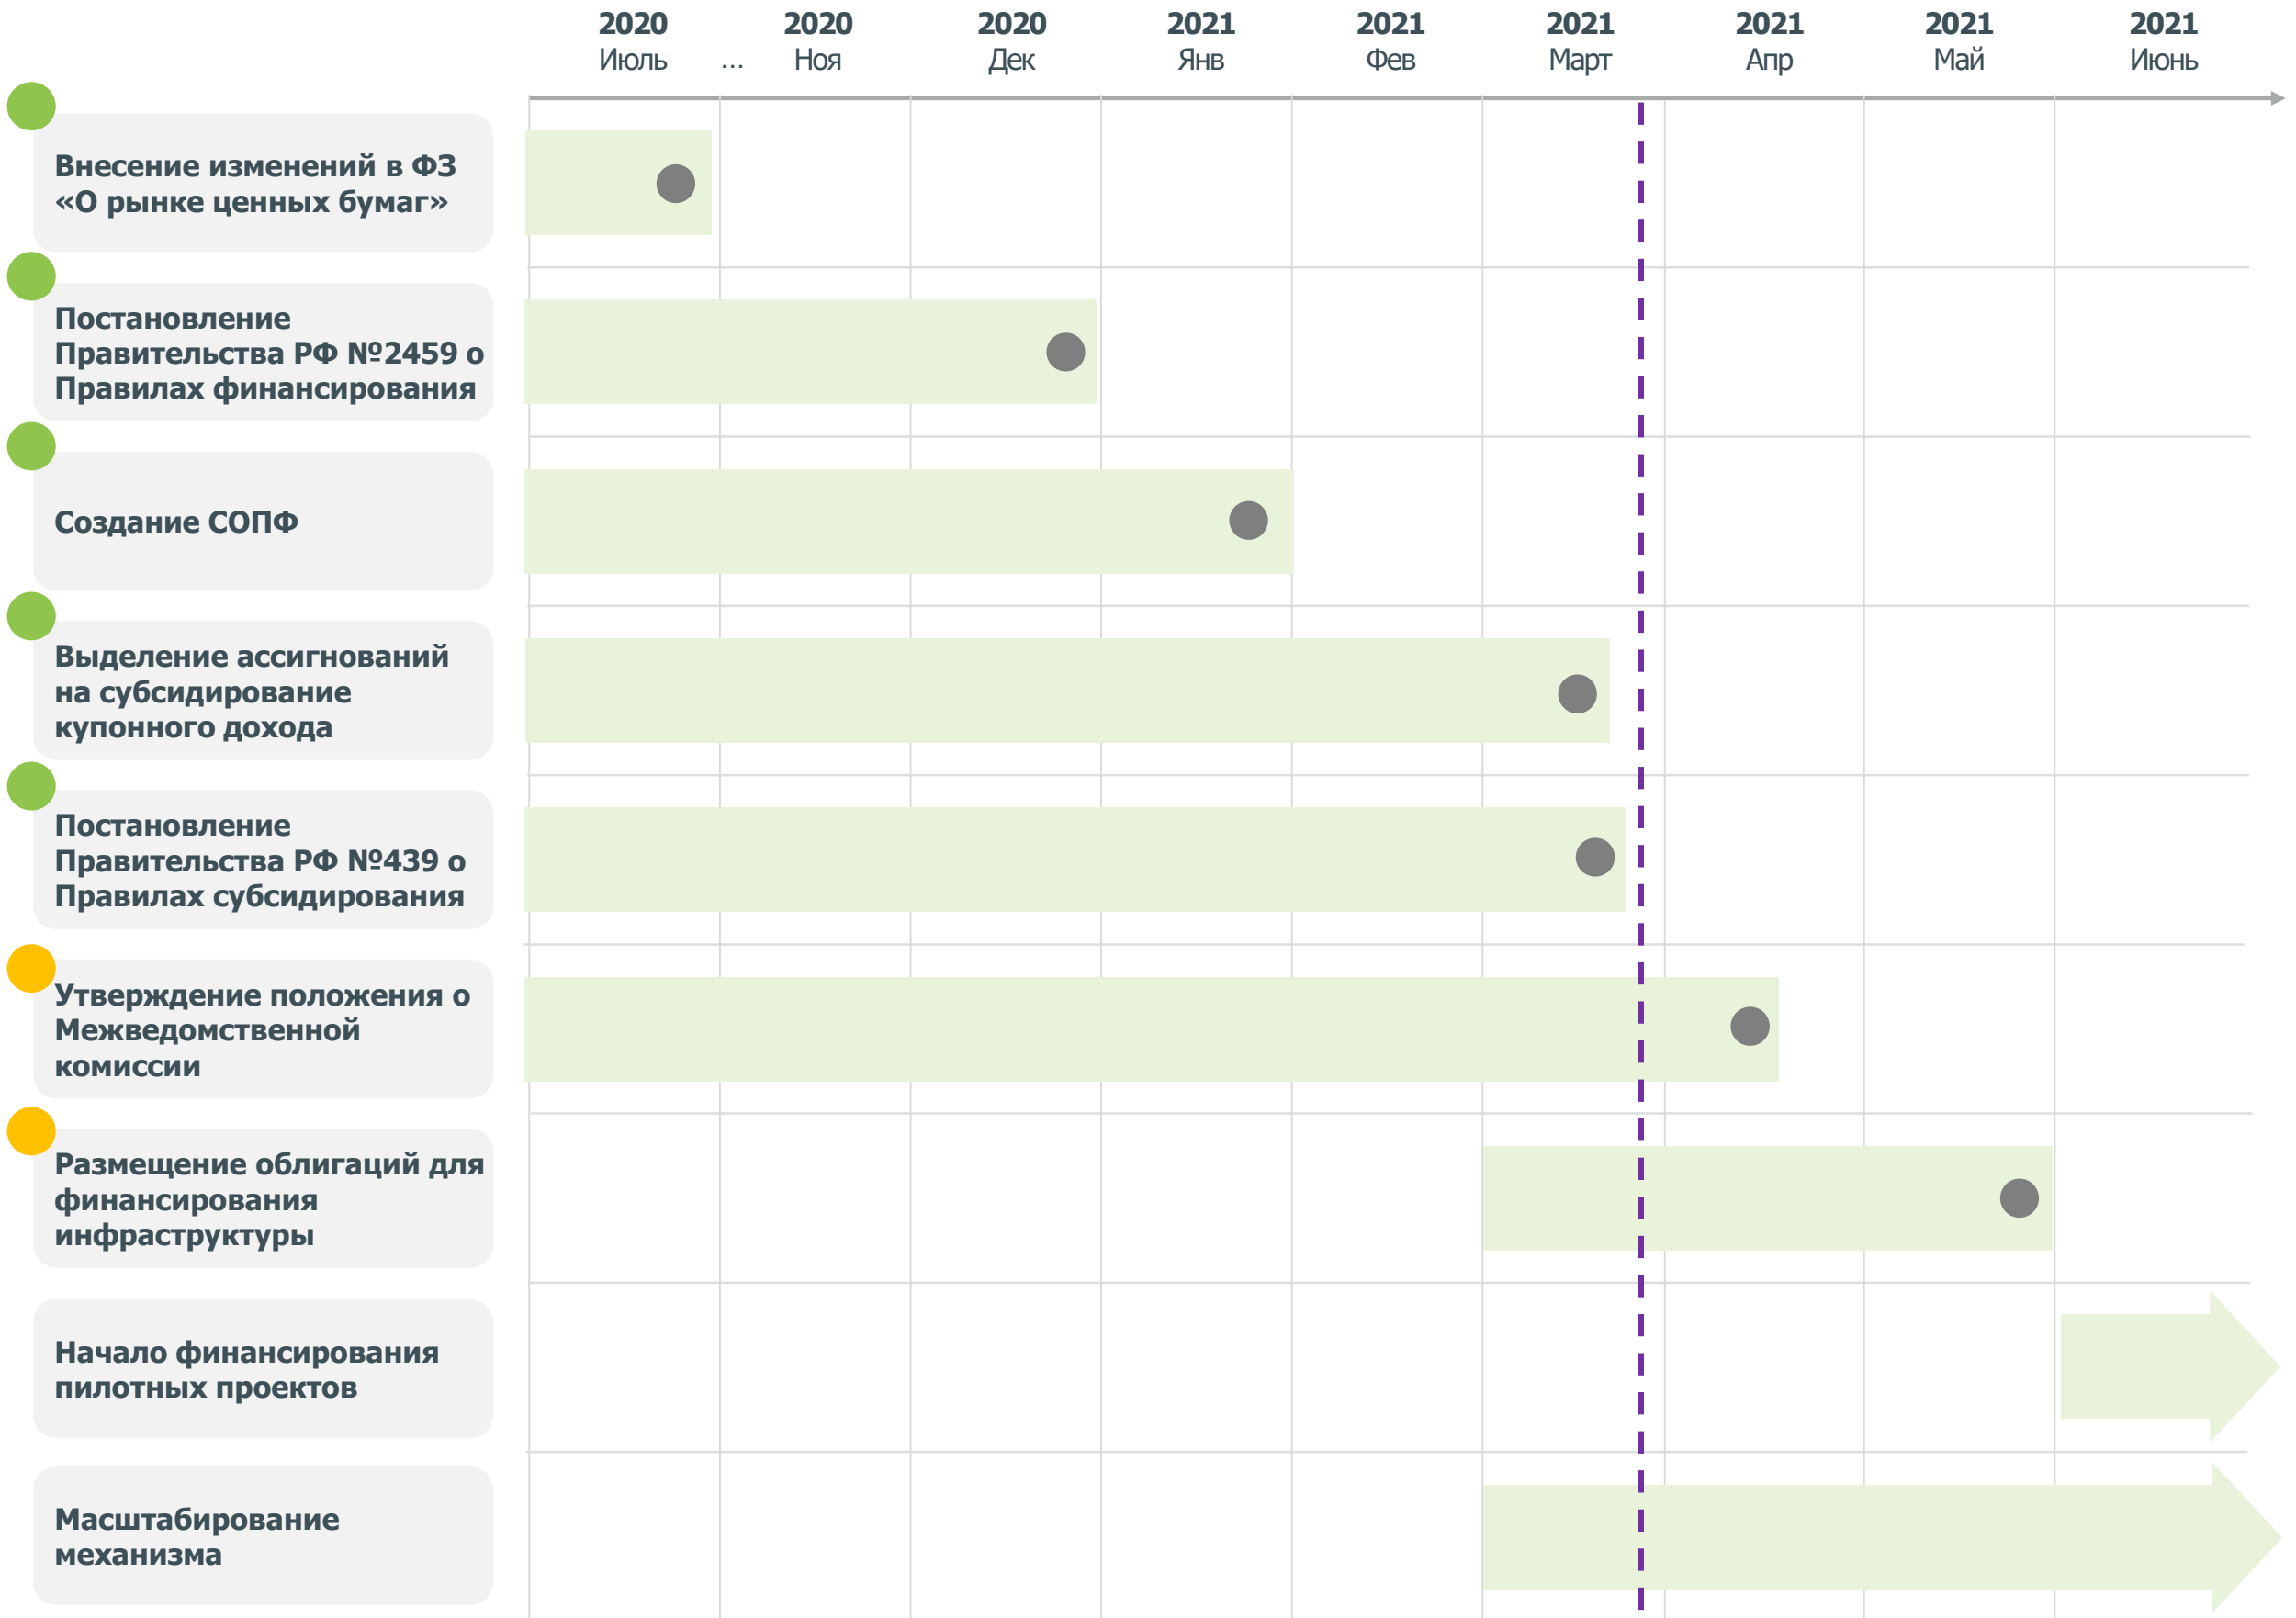 2020 2020 2020 2021 2021 2021 2021 2021 2021
Июль ... Ноя Дек Янв Фев Март Апр Май Июнь
Внесение изменений в ФЗ
«О рынке ценных бумаг»
Постановление
Правительства РФ №2459 о
Правилах финансирования
Создание СОПФ
Выделение ассигнований
на субсидирование
купонного дохода
Постановление
Правительства РФ №439 о
Правилах субсидирования
Утверждение положения о
Межведомственной
комиссии
Размещение облигаций для
финансирования
инфраструктуры
Начало финансирования
пилотных проектов
Масштабирование
механизма